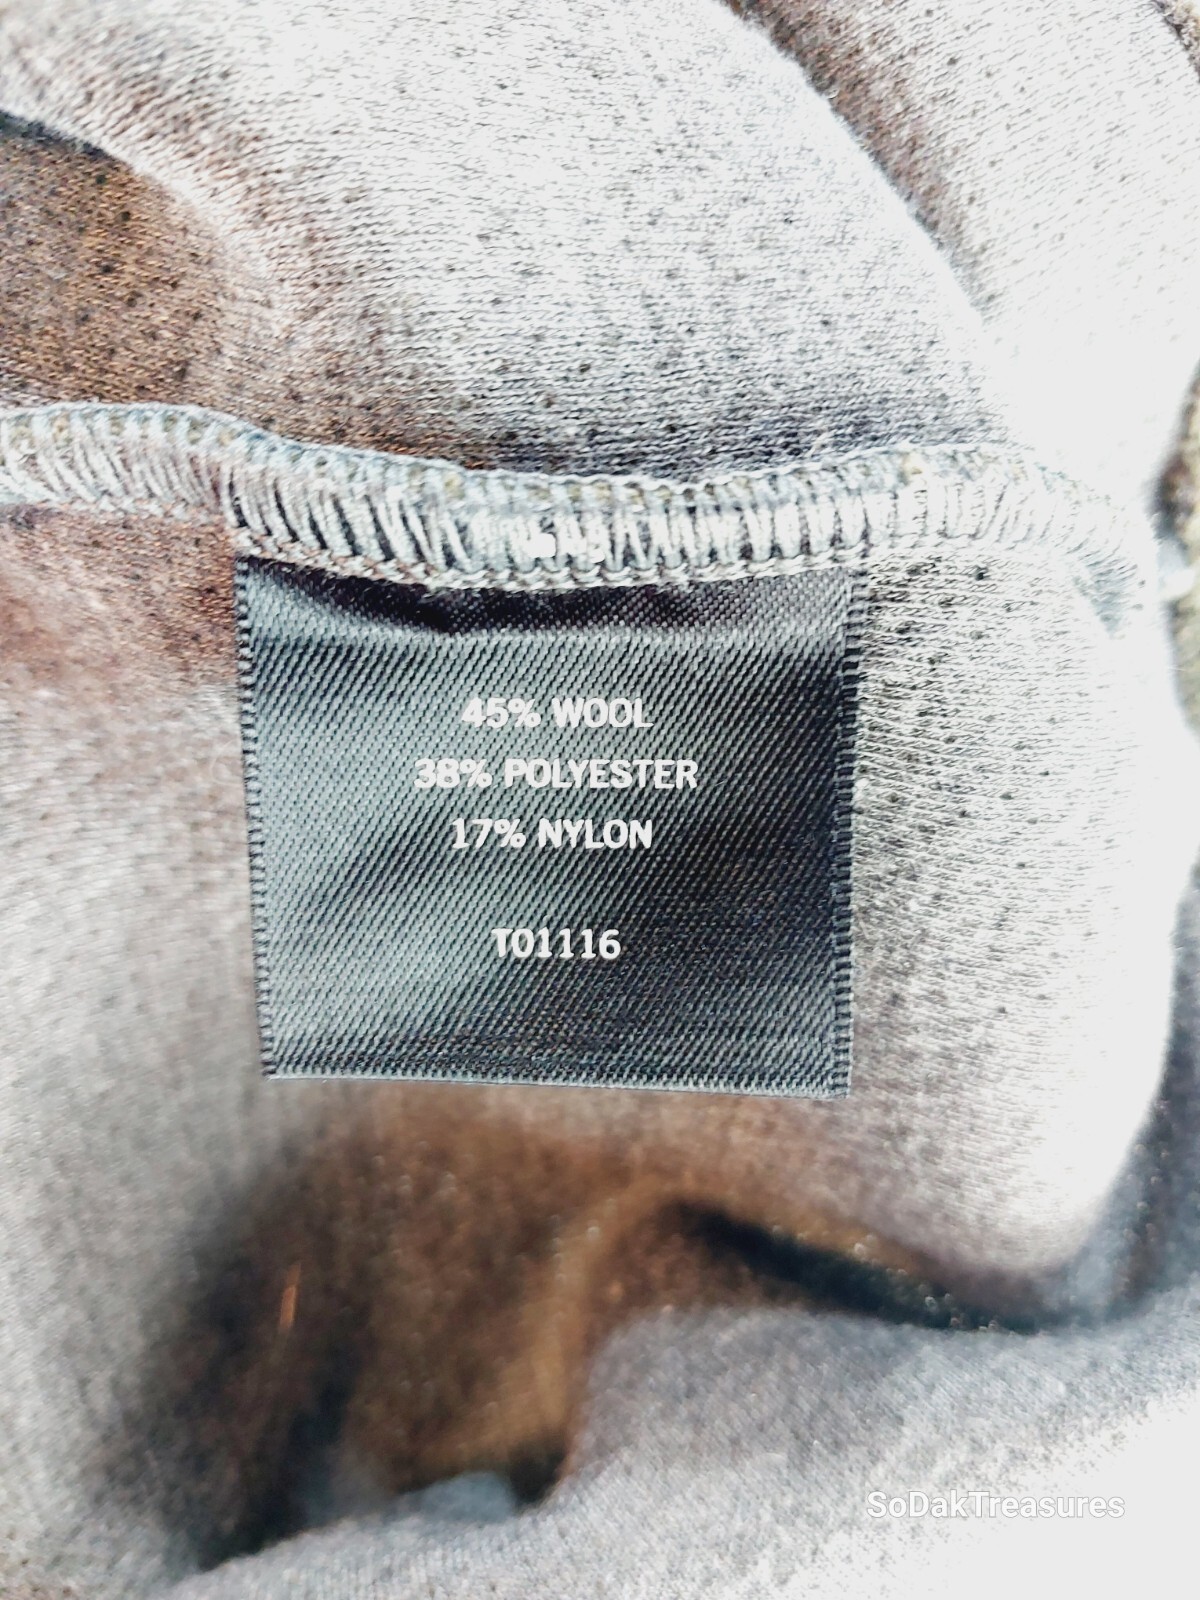 45% WOOL
38% POLYESTER
17% NYLON
T01116
SoDakTreasures